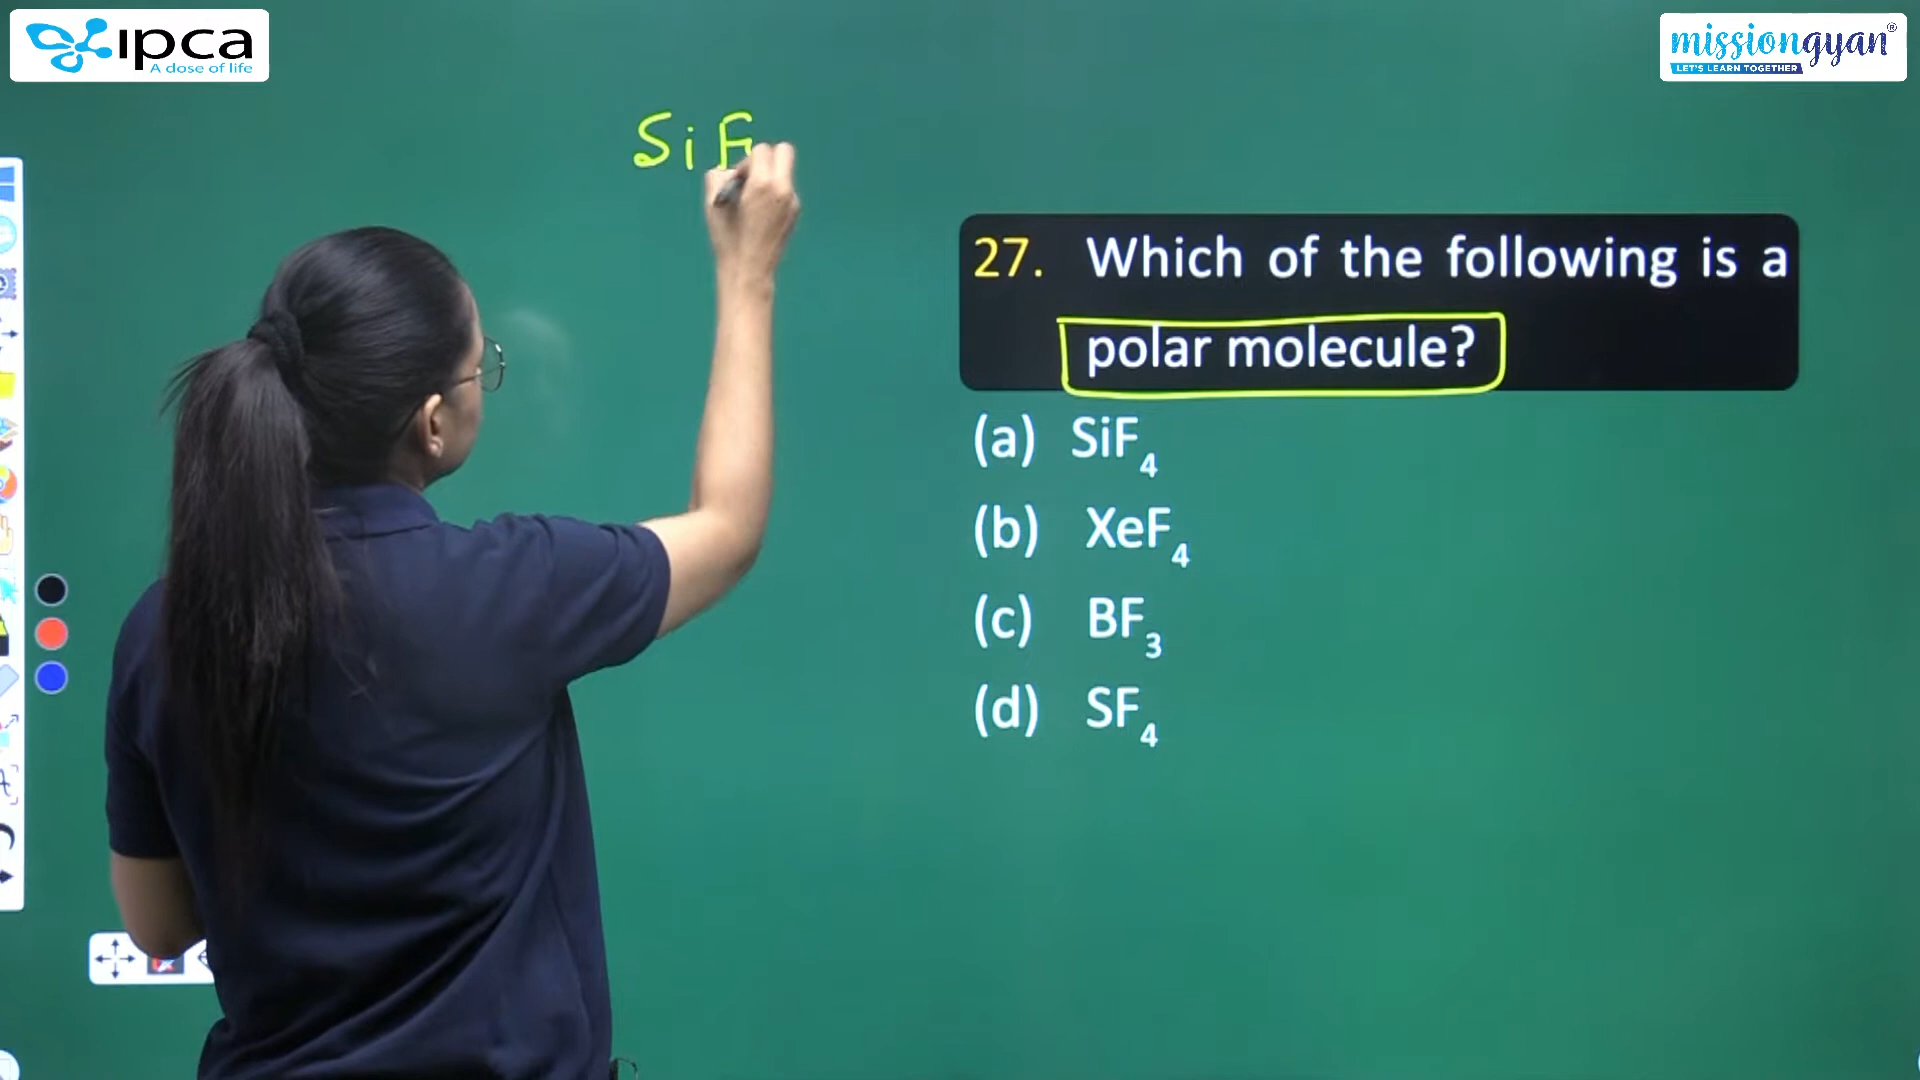 ipca
A dose of life
missiongyan®
LET'S LEARN TOGETHER
SiF
27. Which of the following is a
polar molecule?
(a) SiF₄
(b) XeF₄
(c) BF₃
(d) SF₄